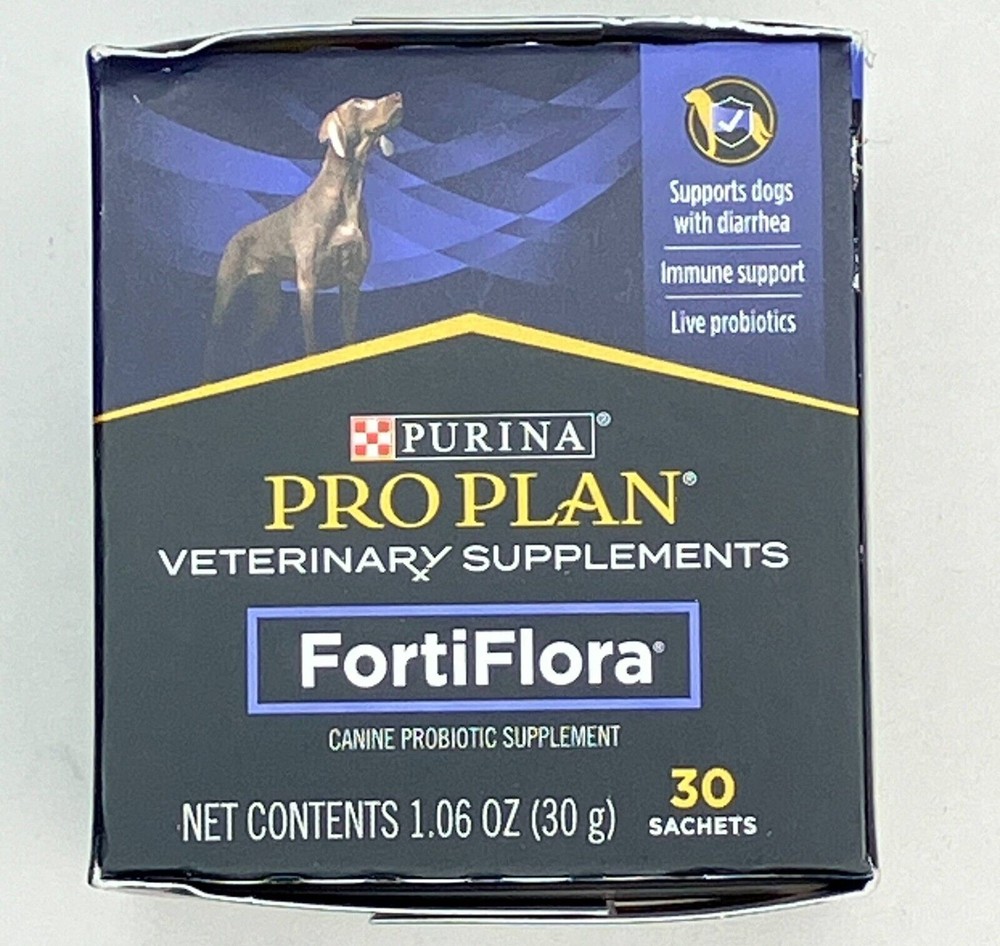 Supports dogs
with diarrhea
Immune support
Live probiotics
PURINA®
PRO PLAN®
VETERINARY SUPPLEMENTS
FortiFlora®
CANINE PROBIOTIC SUPPLEMENT
NET CONTENTS 1.06 OZ (30 g)
30
SACHETS